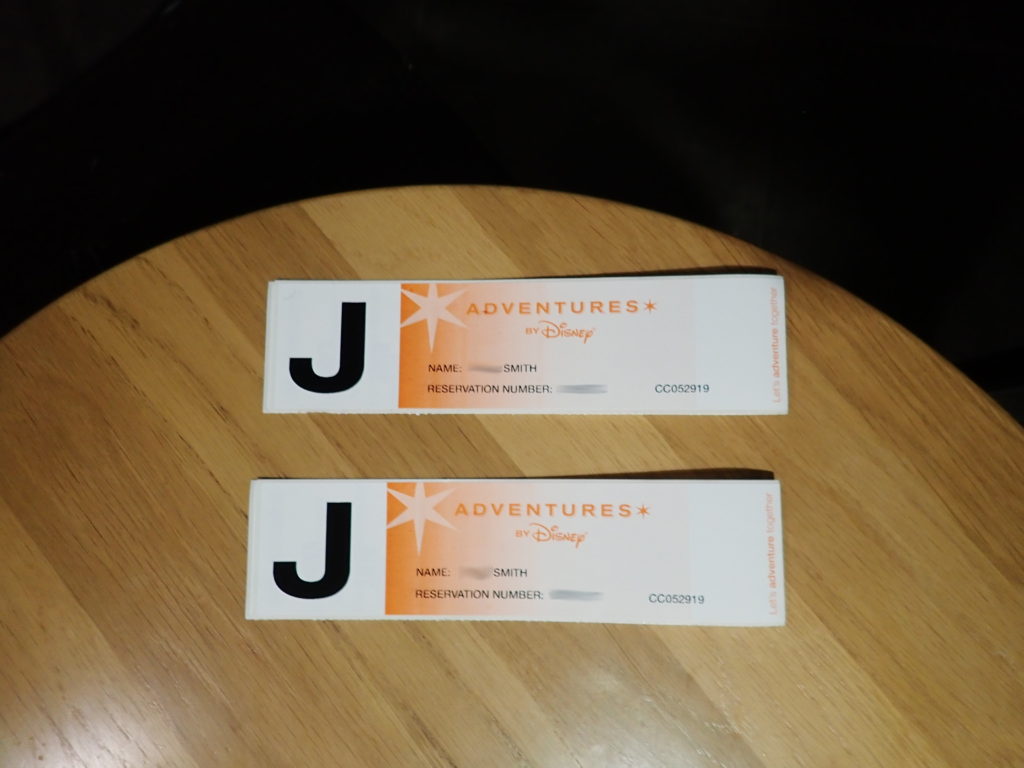 J
ADVENTURES
BY Disney
NAME: SMITH
RESERVATION NUMBER: CC052919
Let's adventure together
J
ADVENTURES
BY Disney
NAME: SMITH
RESERVATION NUMBER: CC052919
Let's adventure together